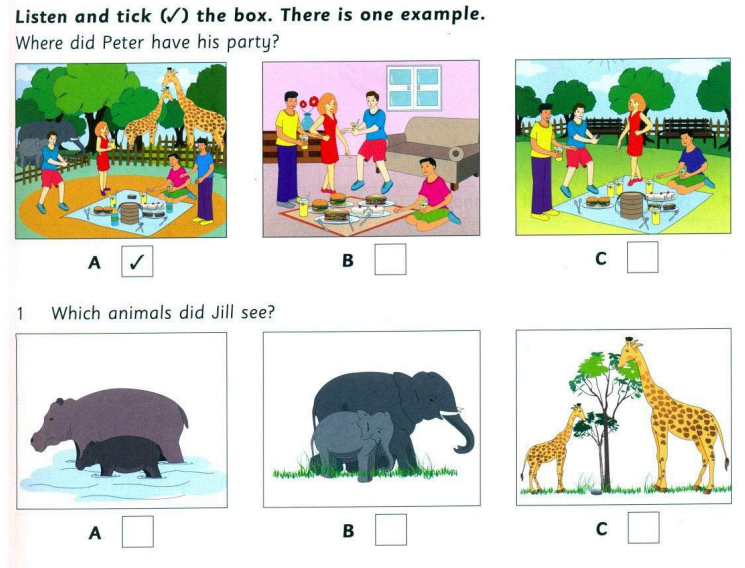 Listen and tick (✓) the box. There is one example.
Where did Peter have his party?
A ✓ B C
1 Which animals did Jill see?
A B C